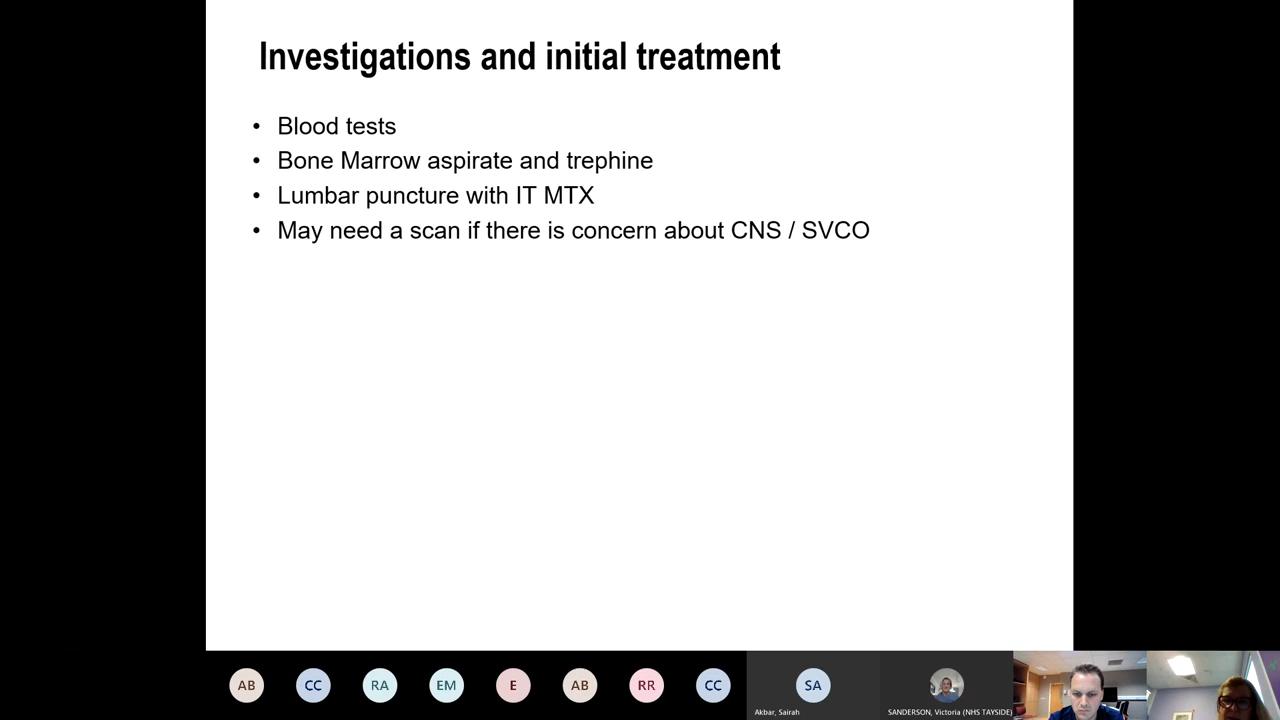 Investigations and initial treatment
• Blood tests
• Bone Marrow aspirate and trephine
• Lumbar puncture with IT MTX
• May need a scan if there is concern about CNS / SVCO
AB CC RA EM E AB RR CC SA
Akbar, Sairah
SANDERSON, Victoria (NHS TAYSIDE)